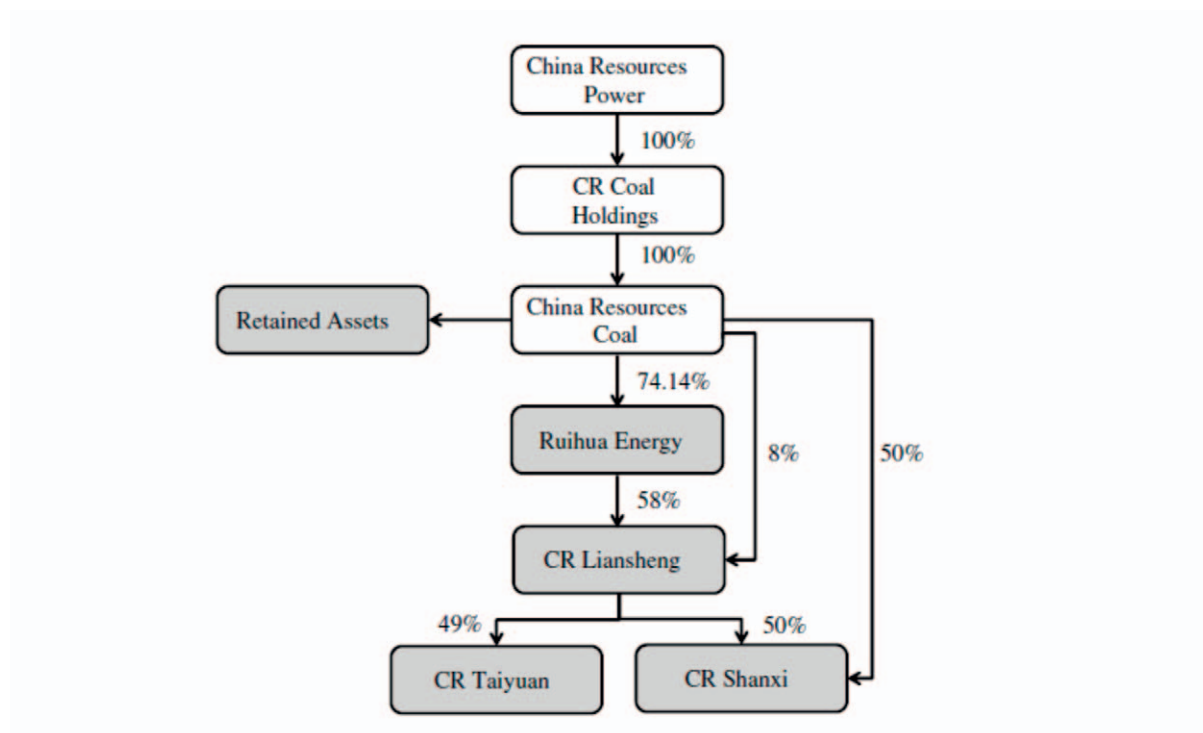 China Resources
Power
100%
CR Coal
Holdings
100%
Retained Assets
China Resources
Coal
74.14%
Ruihua Energy
8%
50%
58%
CR Liansheng
49%
50%
CR Taiyuan
CR Shanxi